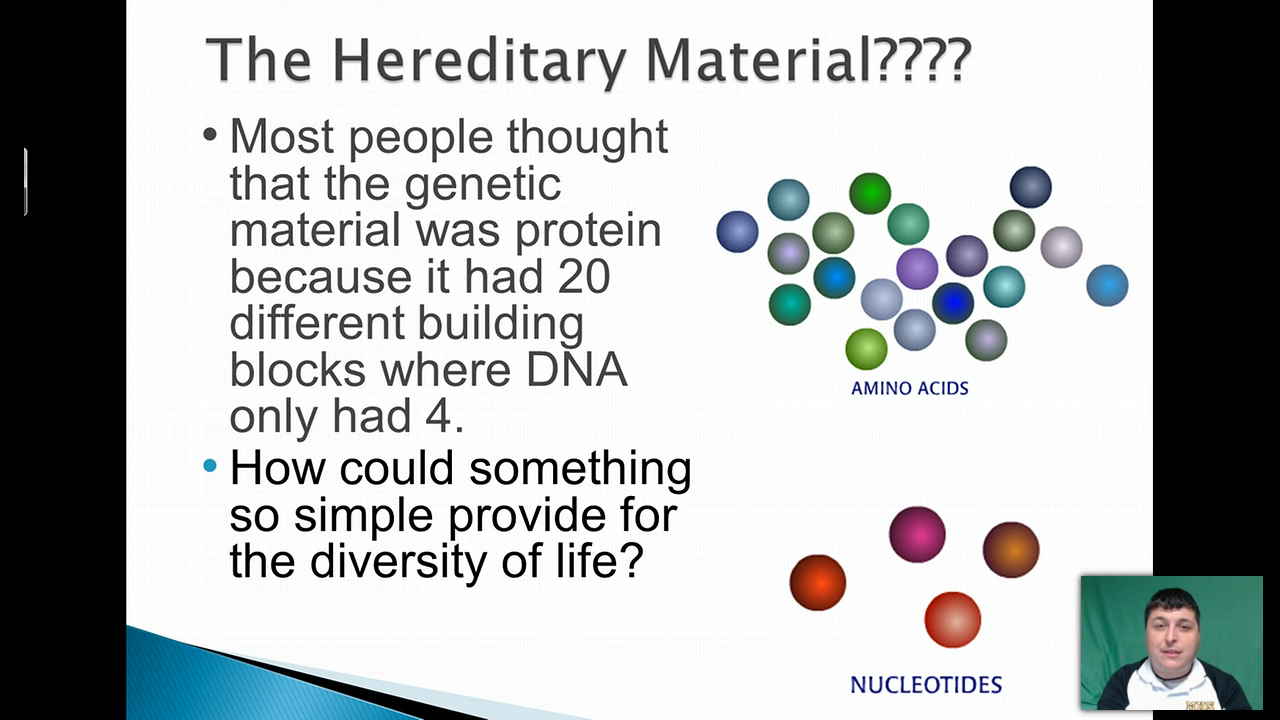 The Hereditary Material????
• Most people thought
that the genetic
material was protein
because it had 20
different building
blocks where DNA
only had 4.
• How could something
so simple provide for
the diversity of life?
AMINO ACIDS
NUCLEOTIDES